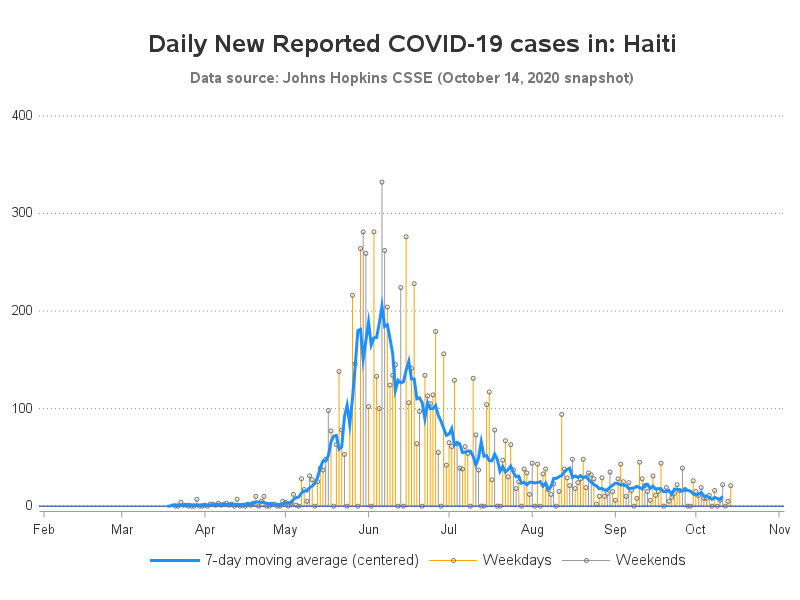 Daily New Reported COVID-19 cases in: Haiti
Data source: Johns Hopkins CSSE (October 14, 2020 snapshot)
400
300
200
100
0
Feb Mar Apr May Jun Jul Aug Sep Oct Nov
7-day moving average (centered) Weekdays Weekends